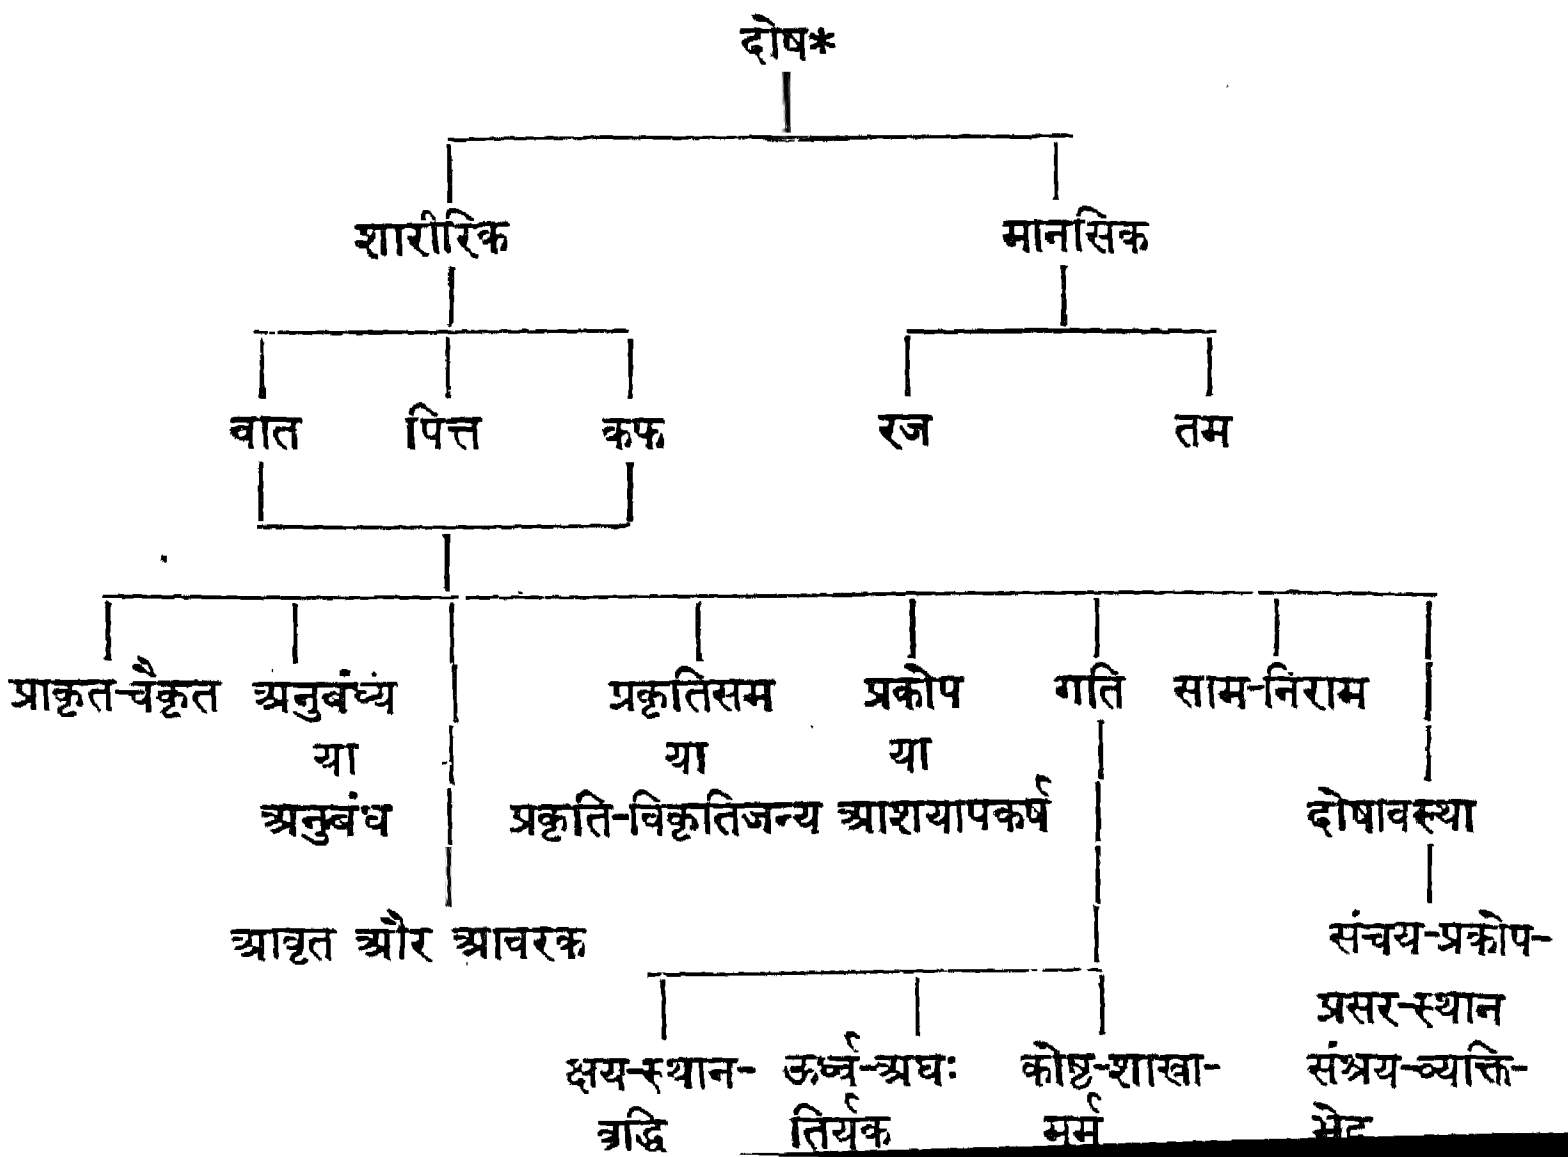 दोष*
शारीरिक मानसिक
वात पित्त कफ रज तम
प्राकृत-वैकृत अनुबंध्य प्रकृतिसम प्रकोप गति साम-निराम
या या या
अनुबंध प्रकृति-विकृतिजन्य आशयापकर्ष दोषावस्था
आवृत और आवरक संचय-प्रकोप-
प्रसर-स्थान
क्षय-स्थान- ऊर्ध्व-अधः कोष्ट-शाखा- संश्रय-व्यक्ति-
व्रद्धि तिर्यक मर्म भेद